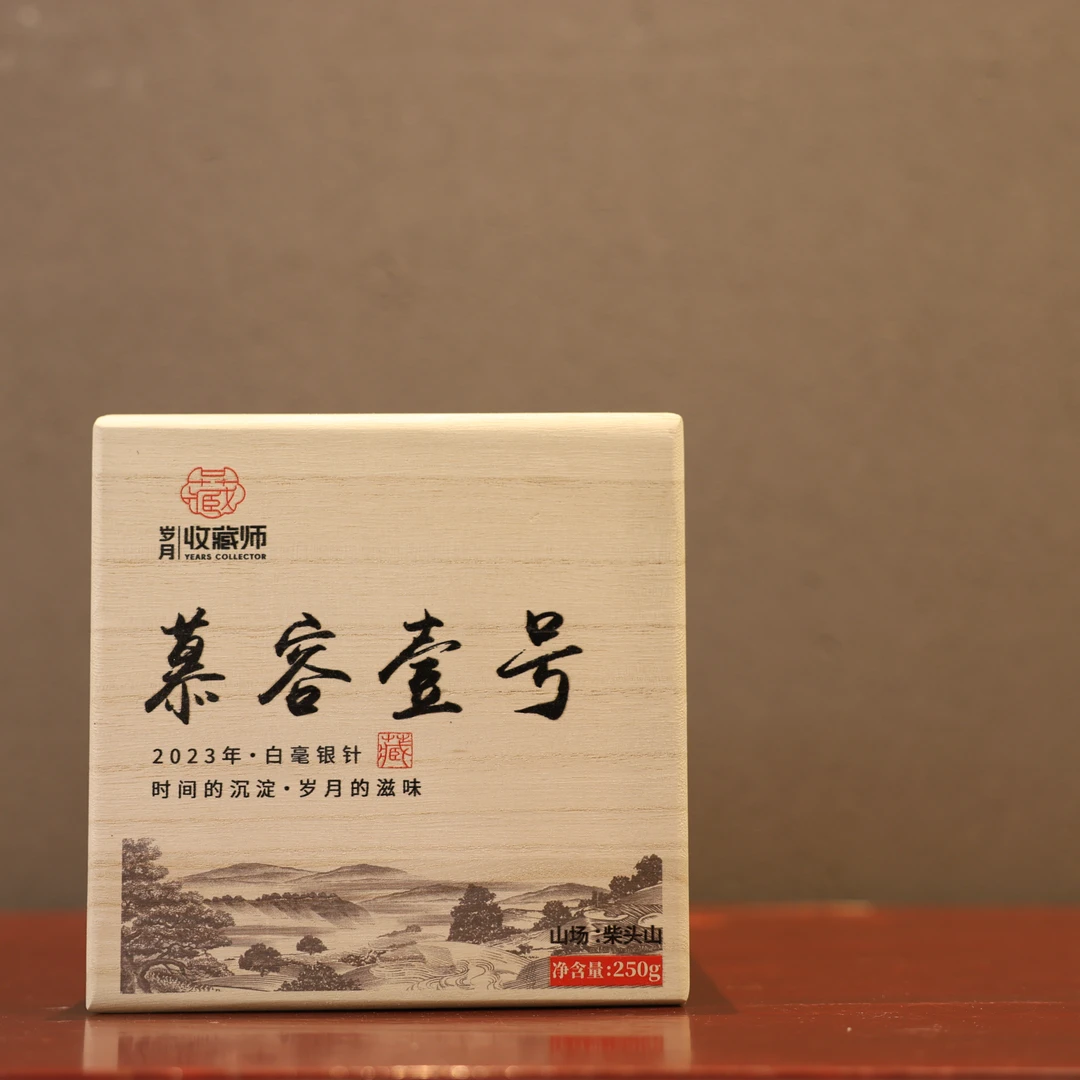 藏
岁月 收藏师
YEARS COLLECTOR
慕容壹号
2023年·白毫银针 藏
时间的沉淀·岁月的滋味
山场:柴头山
净含量:250g